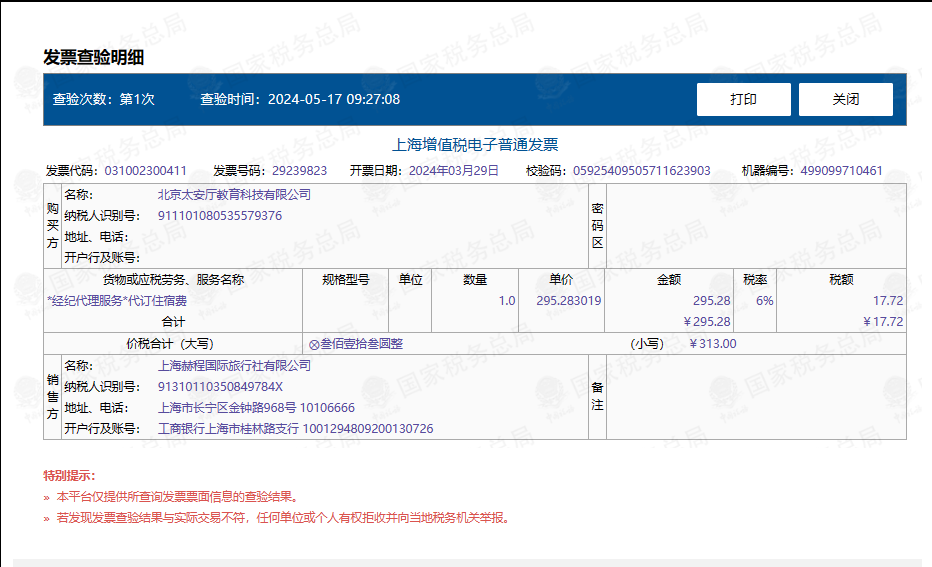 发票查验明细
查验次数：第1次 查验时间：2024-05-17 09:27:08 打印 关闭
上海增值税电子普通发票
发票代码：031002300411 发票号码：29239823 开票日期：2024年03月29日 校验码：05925409505711623903 机器编号：499099710461
购买方
名称： 北京太安厅教育科技有限公司
纳税人识别号： 911101080535579376
地址、电话：
开户行及账号：
密码区
货物或应税劳务、服务名称 规格型号 单位 数量 单价 金额 税率 税额
*经纪代理服务*代订住宿费 1.0 295.283019 295.28 6% 17.72
合计 ￥295.28 ￥17.72
价税合计（大写） ⊗叁佰壹拾叁圆整 (小写) ￥313.00
销售方
名称： 上海赫程国际旅行社有限公司
纳税人识别号： 91310110350849784X
地址、电话： 上海市长宁区金钟路968号 10106666
开户行及账号： 工商银行上海市桂林路支行 1001294809200130726
备注
特别提示：
» 本平台仅提供所查询发票票面信息的查验结果。
» 若发现发票查验结果与实际交易不符，任何单位或个人有权拒收并向当地税务机关举报。
国家税务总局